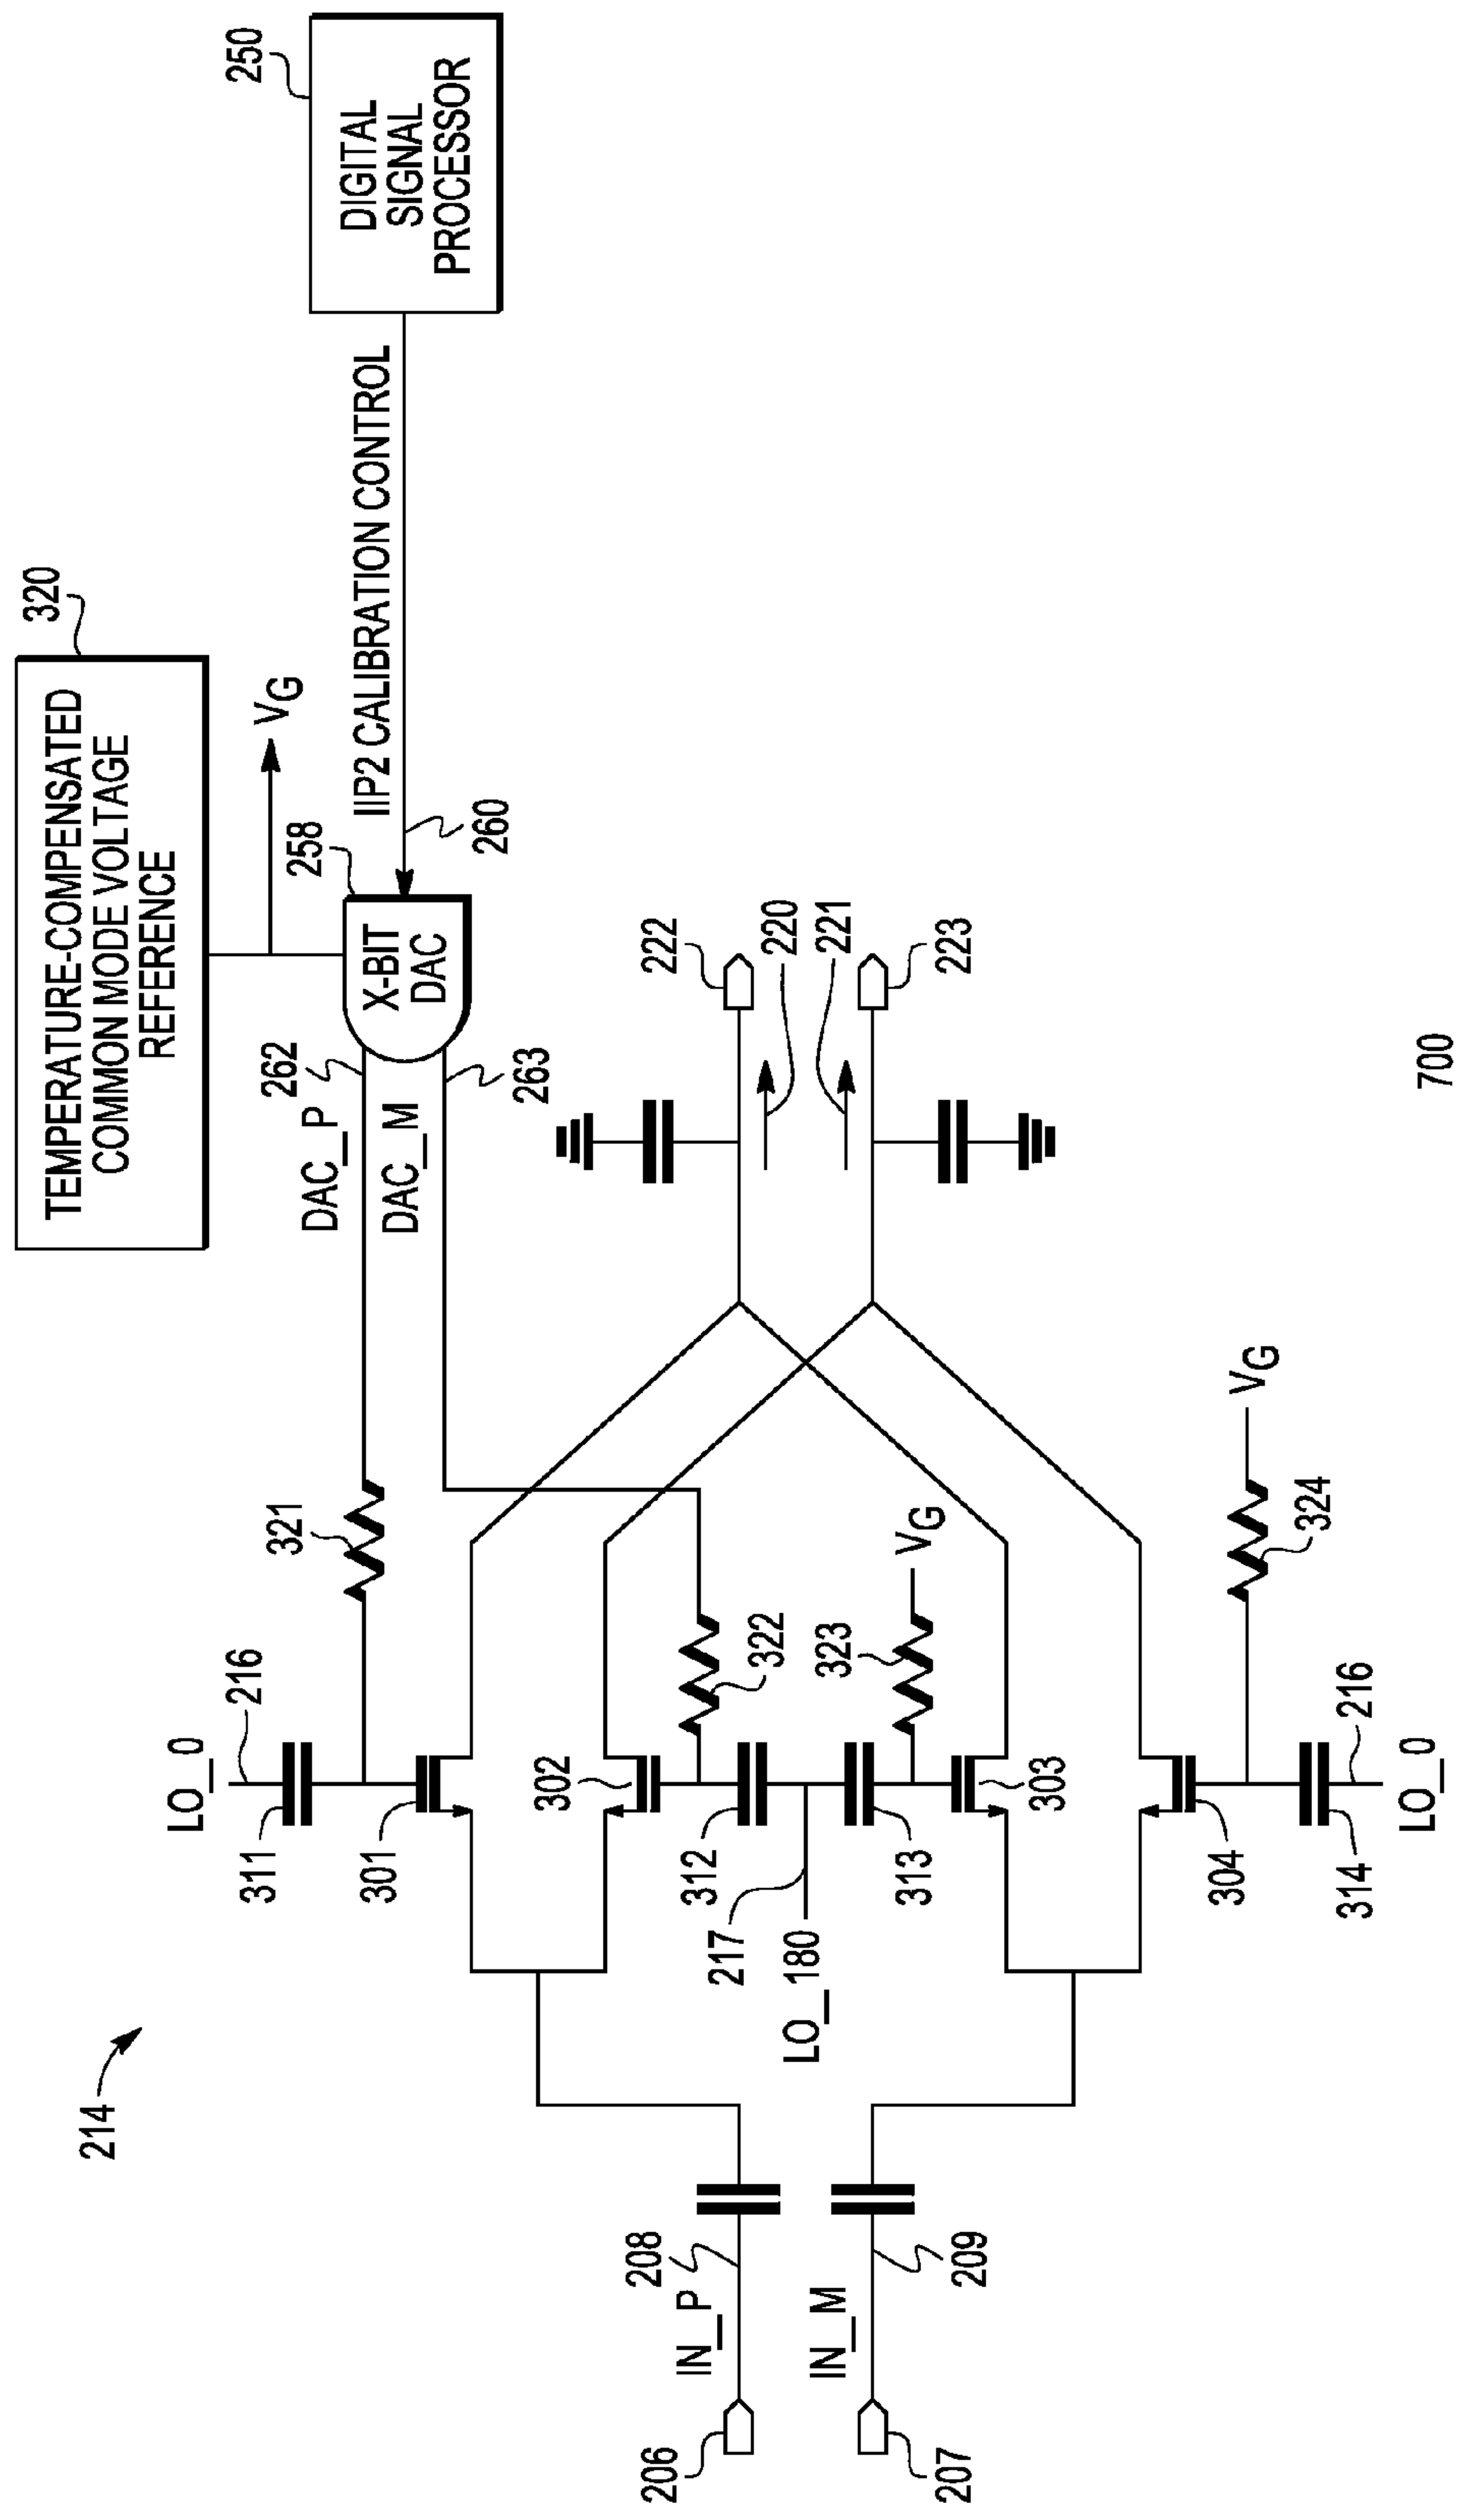 TEMPERATURE-COMPENSATED
COMMON MODE VOLTAGE
REFERENCE
320
VG
250
DIGITAL
SIGNAL
PROCESSOR
IIP2 CALIBRATION CONTROL
260
258
X-BIT
DAC
262
DAC_P
DAC_M
263
214
LO_0
216
311
301
321
302
322
312
217
LO_180
313
323
VG
303
304
324
VG
314
216
LO_0
206
IN_P
208
IN_M
207
209
222
220
221
223
700